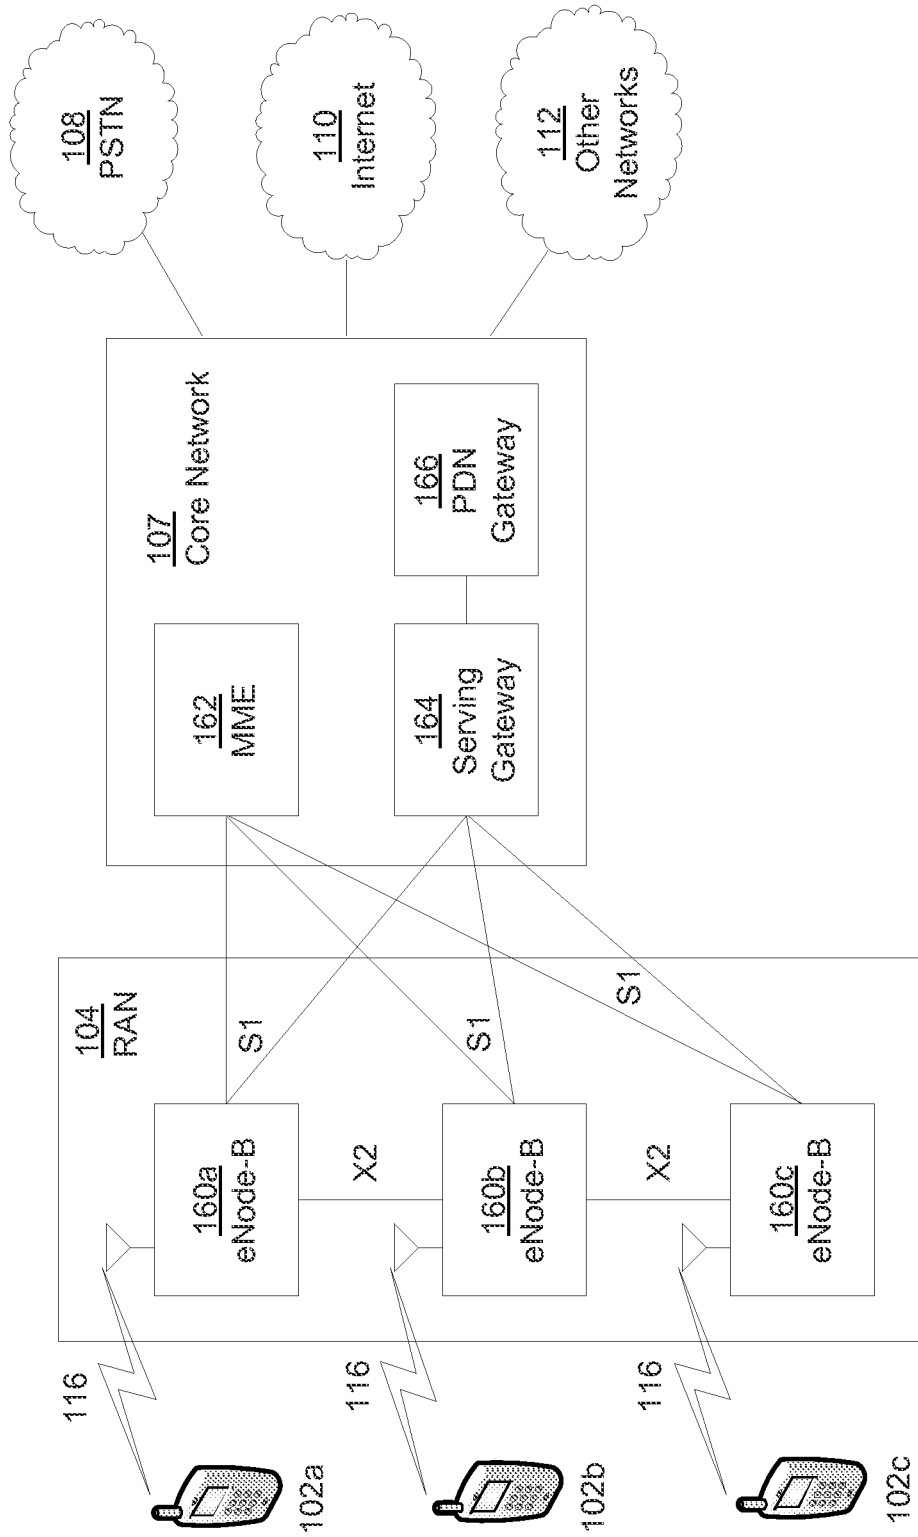 116
102a
116
102b
116
102c
104
RAN
160a
eNode-B
X2
160b
eNode-B
X2
160c
eNode-B
S1
S1
S1
107
Core Network
162
MME
164
Serving
Gateway
166
PDN
Gateway
108
PSTN
110
Internet
112
Other
Networks